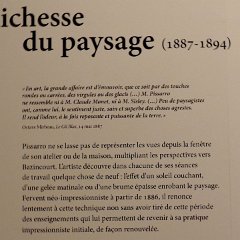 ichesse
du paysage (1887-1894)
« En art, la grande affaire est d'émouvoir, que ce soit par des touches
rondes ou carrées, des virgules ou des glacis (...) M. Pissarro
ne ressemble ni à M. Claude Monet, ni à M. Sisley. (...) Peu de paysagistes
ont, comme lui, le sentiment juste, sain et superbe des choses agrestes.
Il rend l'odeur, à la fois reposante et puissante de la terre. »
Octave Mirbeau, Le Gil Blas, 14 mai 1887
Pissarro ne se lasse pas de représenter les vues depuis la fenêtre
de son atelier ou de la maison, multipliant les perspectives vers
Bazincourt. L'artiste découvre dans chacune de ses séances
de travail quelque chose de neuf : l'effet d'un soleil couchant,
d'une gelée matinale ou d'une brume épaisse enrobant le paysage.
Fervent néo-impressionniste à partir de 1886, il renonce
lentement à cette technique non sans avoir tiré de cette période
des enseignements qui lui permettent de revenir à sa pratique
impressionniste initiale, de façon renouvelée.